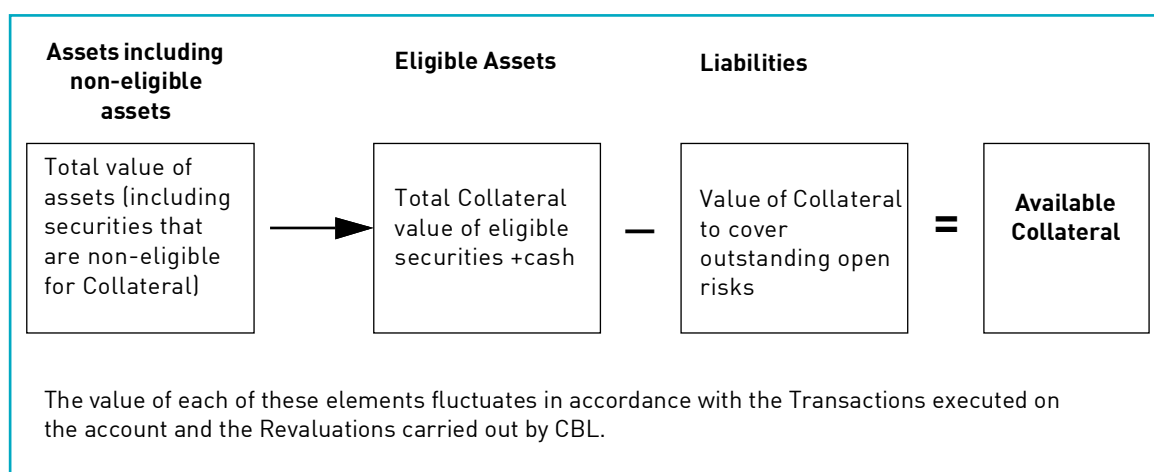 Assets including
non-eligible
assets
Eligible Assets
Liabilities
Total value of
assets (including
securities that
are non-eligible
for Collateral)
Total Collateral
value of eligible
securities +cash
—
Value of Collateral
to cover
outstanding open
risks
=
Available
Collateral
The value of each of these elements fluctuates in accordance with the Transactions executed on
the account and the Revaluations carried out by CBL.